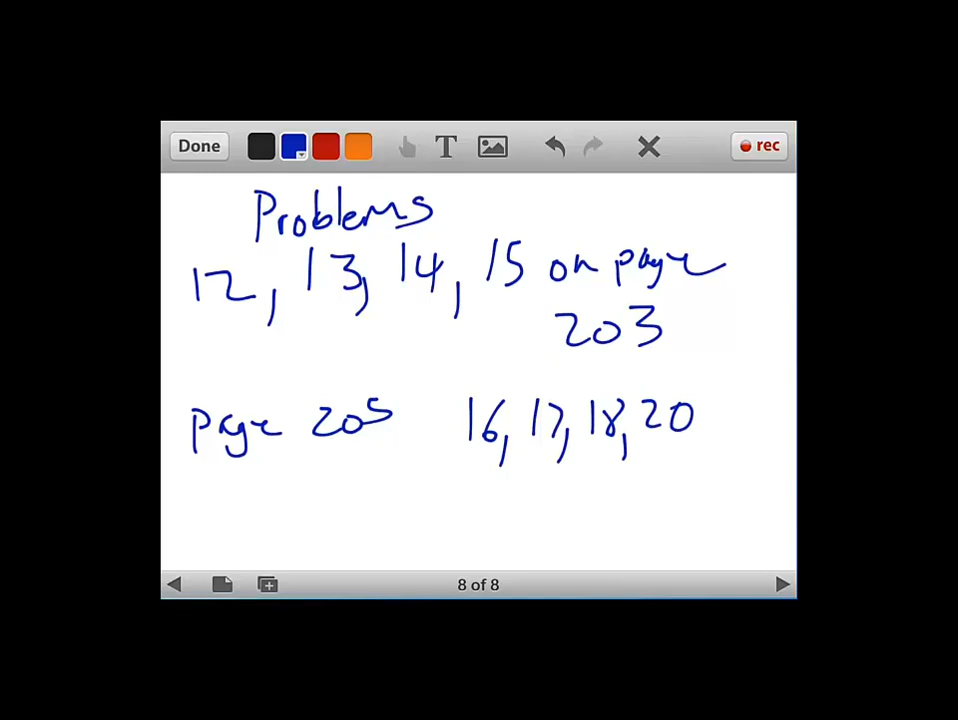 Done T rec
Problems
12, 13, 14, 15 on page
203
page 205 16, 17, 18, 20
8 of 8